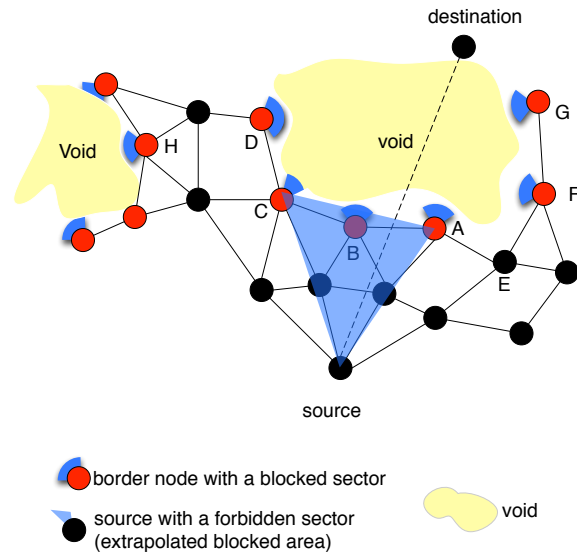 destination
G
void
D
Void
H
F
C
A
B
E
source
border node with a blocked sector
source with a forbidden sector
(extrapolated blocked area)
void